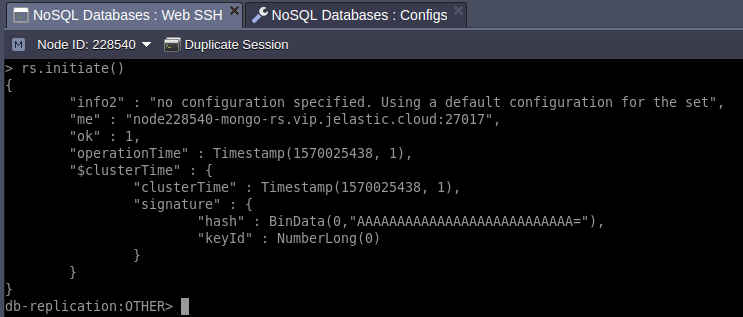 NoSQL Databases : Web SSH × NoSQL Databases : Configs ×
M Node ID: 228540 Duplicate Session
> rs.initiate()
{
"info2" : "no configuration specified. Using a default configuration for the set",
"me" : "node228540-mongo-rs.vip.jelastic.cloud:27017",
"ok" : 1,
"operationTime" : Timestamp(1570025438, 1),
"$clusterTime" : {
"clusterTime" : Timestamp(1570025438, 1),
"signature" : {
"hash" : BinData(0,"AAAAAAAAAAAAAAAAAAAAAAAAAAA="),
"keyId" : NumberLong(0)
}
}
}
db-replication:OTHER>